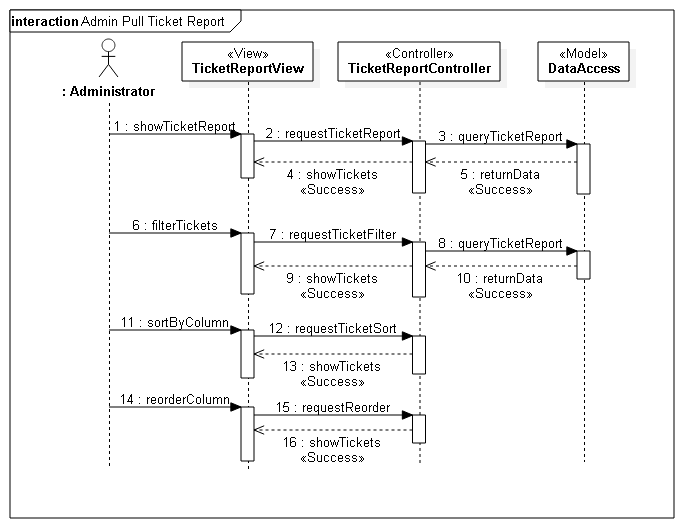 interaction Admin Pull Ticket Report
«View»
TicketReportView
«Controller»
TicketReportController
«Model»
DataAccess
: Administrator
1 : showTicketReport
2 : requestTicketReport
3 : queryTicketReport
4 : showTickets
«Success»
5 : returnData
«Success»
6 : filterTickets
7 : requestTicketFilter
8 : queryTicketReport
9 : showTickets
«Success»
10 : returnData
«Success»
11 : sortByColumn
12 : requestTicketSort
13 : showTickets
«Success»
14 : reorderColumn
15 : requestReorder
16 : showTickets
«Success»